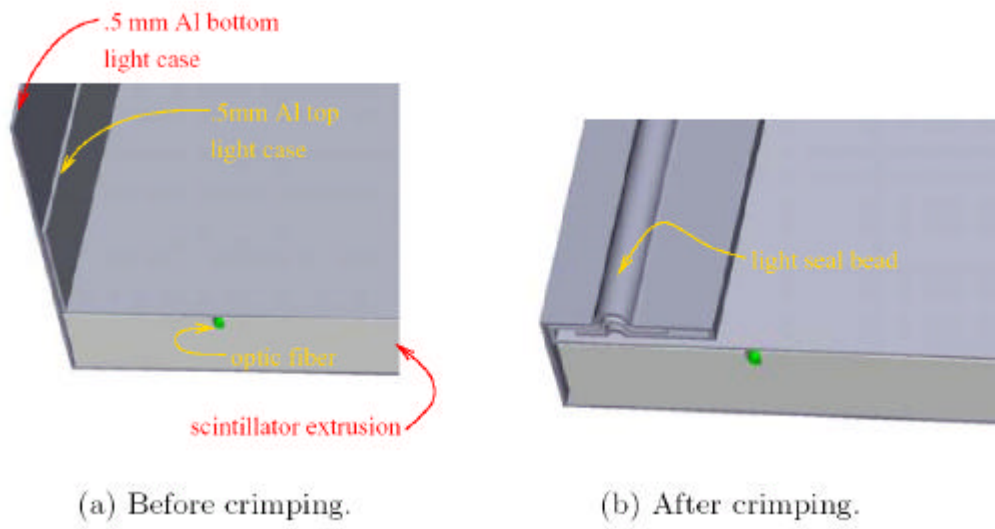 .5 mm Al bottom
light case
.5mm Al top
light case
optic fiber
scintillator extrusion
light seal bead
(a) Before crimping.
(b) After crimping.